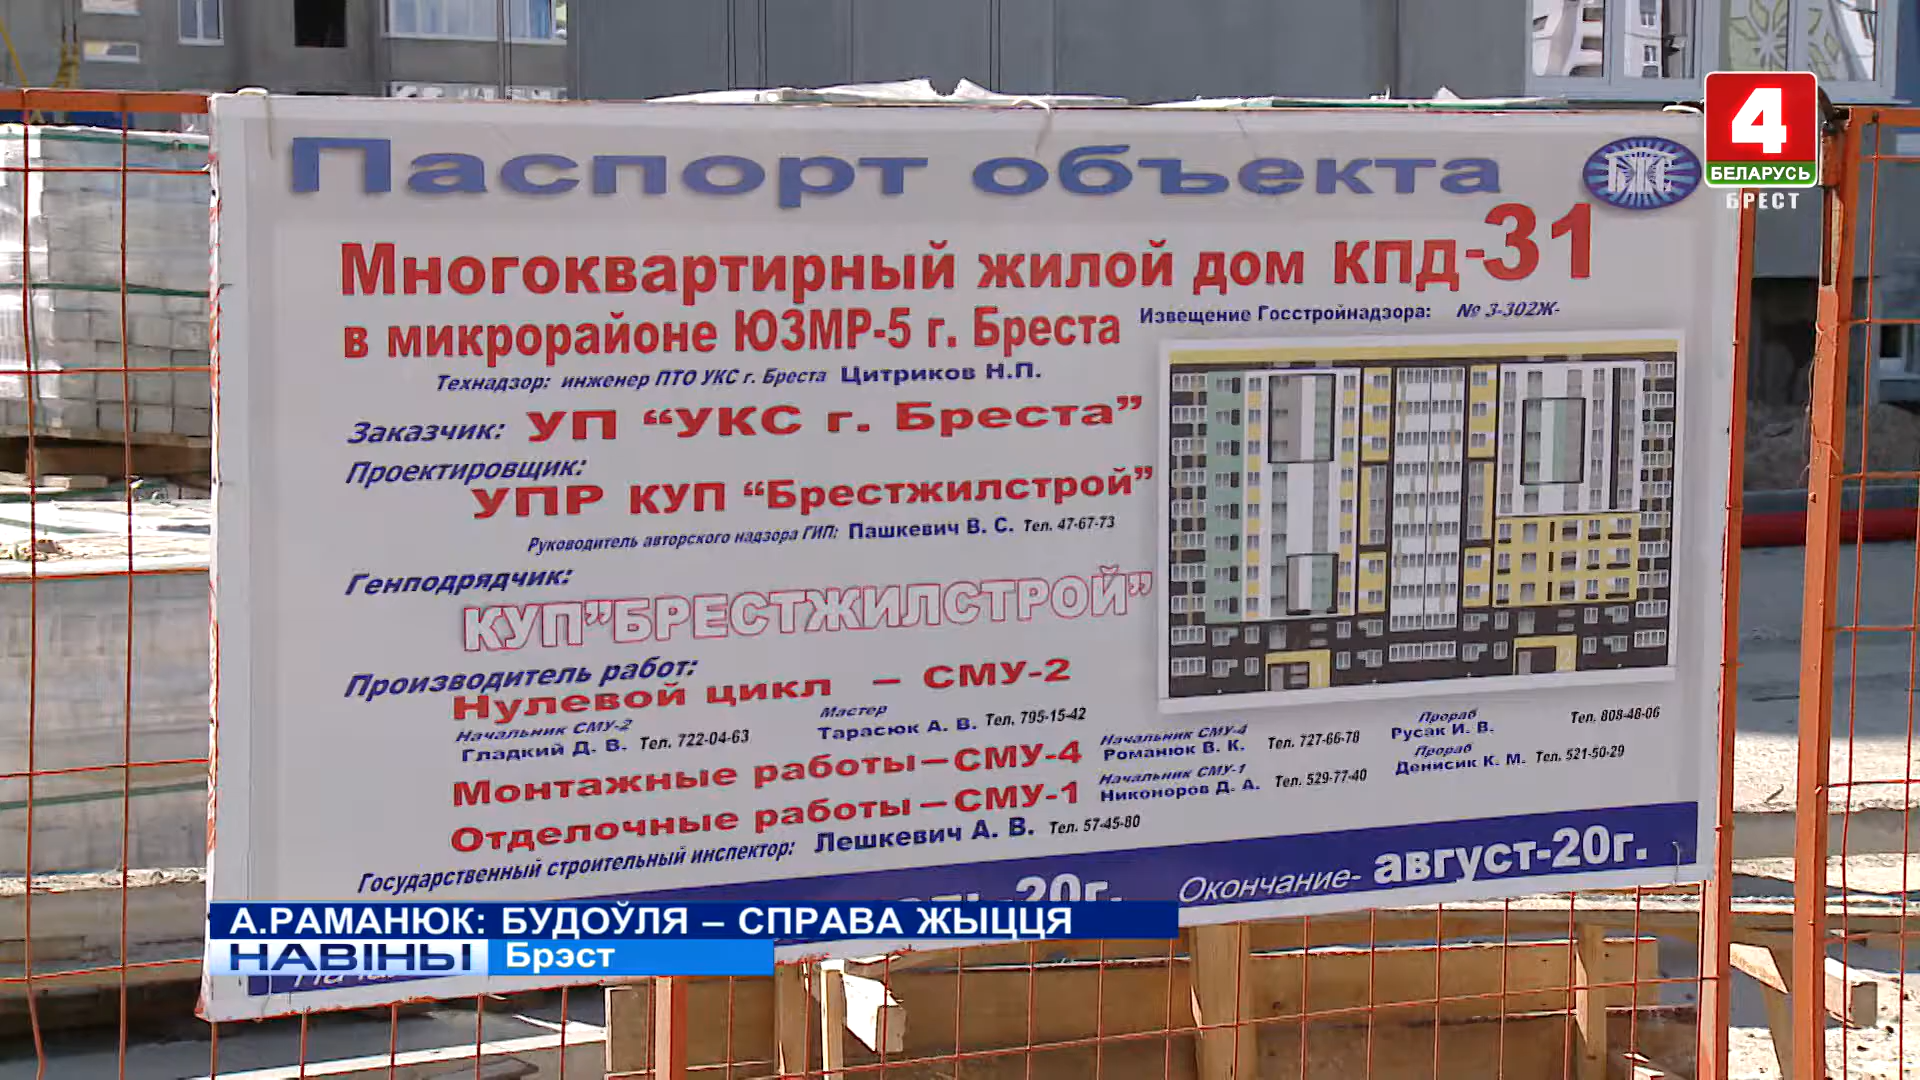 Паспорт объекта
БЖС
4
БЕЛАРУСЬ
БРЕСТ
Многоквартирный жилой дом КПД-31
в микрорайоне ЮЗМР-5 г. Бреста
Извещение Госстройнадзора: № 3-302Ж-
Технадзор: инженер ПТО УКС г. Бреста Цитриков Н.П.
Заказчик: УП “УКС г. Бреста”
Проектировщик:
УПР КУП “Брестжилстрой”
Руководитель авторского надзора ГИП: Пашкевич В. С. Тел. 47-67-73
Генподрядчик:
КУП”БРЕСТЖИЛСТРОЙ”
Производитель работ:
Нулевой цикл – СМУ-2
Начальник СМУ-2
Гладкий Д. В. Тел. 722-04-63
Мастер
Тарасюк А. В. Тел. 795-15-42
Монтажные работы – СМУ-4
Начальник СМУ-4
Романюк В. К. Тел. 727-66-78
Прораб
Русак И. В. Тел. 808-48-06
Отделочные работы – СМУ-1
Начальник СМУ-1
Никоноров Д. А. Тел. 529-77-40
Прораб
Денисик К. М. Тел. 521-50-29
Государственный строительный инспектор: Лешкевич А. В. Тел. 57-45-80
20г. Окончание- август-20г.
1
2
А.РАМАНЮК: БУДОЎЛЯ – СПРАВА ЖЫЦЦЯ
НАВІНЫ Брэст